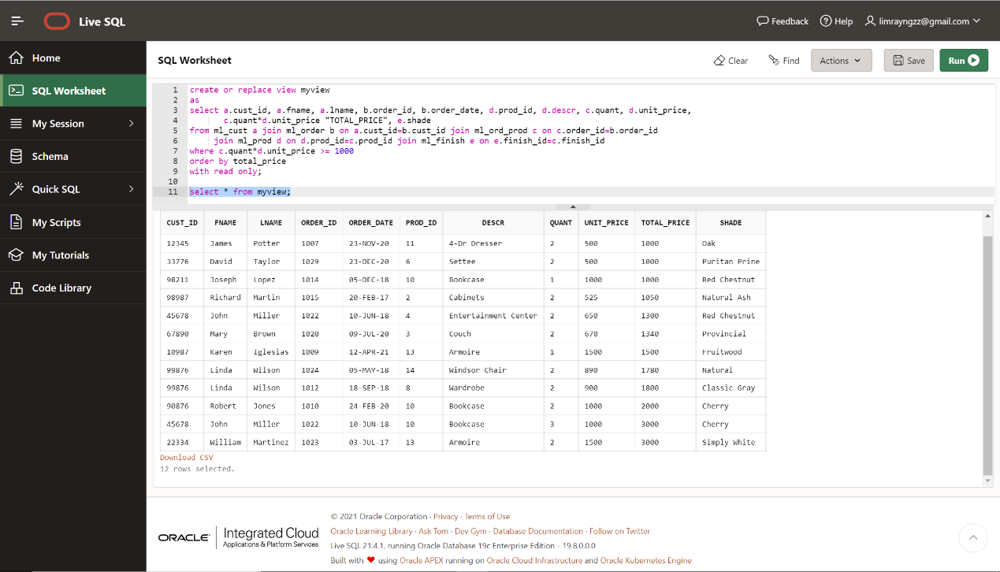 Live SQL
Feedback Help limrayngzz@gmail.com
Home
SQL Worksheet
My Session
Schema
Quick SQL
My Scripts
My Tutorials
Code Library
SQL Worksheet
Clear Find Actions Save Run
1 create or replace view myview
2 as
3 select a.cust_id, a.fname, a.lname, b.order_id, b.order_date, d.prod_id, d.descr, c.quant, d.unit_price,
4 c.quant*d.unit_price "TOTAL_PRICE", e.shade
5 from ml_cust a join ml_order b on a.cust_id=b.cust_id join ml_ord_prod c on c.order_id=b.order_id
6 join ml_prod d on d.prod_id=c.prod_id join ml_finish e on e.finish_id=c.finish_id
7 where c.quant*d.unit_price >= 1000
8 order by total_price
9 with read only;
10
11 select * from myview;
CUST_ID FNAME LNAME ORDER_ID ORDER_DATE PROD_ID DESCR QUANT UNIT_PRICE TOTAL_PRICE SHADE
12345 James Potter 1007 23-NOV-20 11 4-Dr Dresser 2 500 1000 Oak
33776 David Taylor 1029 23-DEC-20 6 Settee 2 500 1000 Puritan Prine
98211 Joseph Lopez 1014 05-DEC-18 10 Bookcase 1 1000 1000 Red Chestnut
98987 Richard Martin 1015 20-FEB-17 2 Cabinets 2 525 1050 Natural Ash
45678 John Miller 1022 10-JUN-18 4 Entertainment Center 2 650 1300 Red Chestnut
67890 Mary Brown 1020 09-JUL-20 3 Couch 2 670 1340 Provincial
10987 Karen Iglesias 1009 12-APR-21 13 Armoire 1 1500 1500 Fruitwood
99876 Linda Wilson 1024 05-MAY-18 14 Windsor Chair 2 890 1780 Natural
99876 Linda Wilson 1012 18-SEP-18 8 Wardrobe 2 900 1800 Classic Gray
90876 Robert Jones 1010 24-FEB-20 10 Bookcase 2 1000 2000 Cherry
45678 John Miller 1022 10-JUN-18 10 Bookcase 3 1000 3000 Cherry
22334 William Martinez 1023 03-JUL-17 13 Armoire 2 1500 3000 Simply White
Download CSV
12 rows selected.
ORACLE Integrated Cloud
Applications & Platform Services
© 2021 Oracle Corporation · Privacy · Terms of Use
Oracle Learning Library · Ask Tom · Dev Gym · Database Documentation · Follow on Twitter
Live SQL 21.4.1, running Oracle Database 19c Enterprise Edition - 19.8.0.0.0
Built with ❤ using Oracle APEX running on Oracle Cloud Infrastructure and Oracle Kubernetes Engine